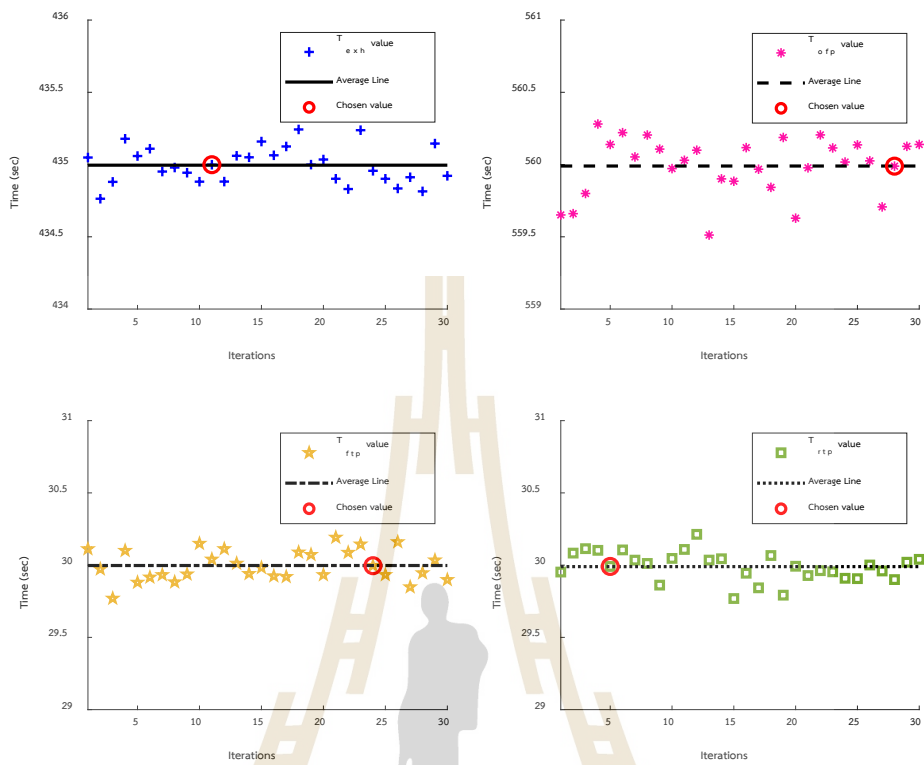 436
435.5
435
434.5
434
Time (sec)
5 10 15 20 25 30
Iterations
T exh value
Average Line
Chosen value
561
560.5
560
559.5
559
Time (sec)
5 10 15 20 25 30
Iterations
T ofp value
Average Line
Chosen value
31
30.5
30
29.5
29
Time (sec)
5 10 15 20 25 30
Iterations
T ftp value
Average Line
Chosen value
31
30.5
30
29.5
29
Time (sec)
5 10 15 20 25 30
Iterations
T rtp value
Average Line
Chosen value